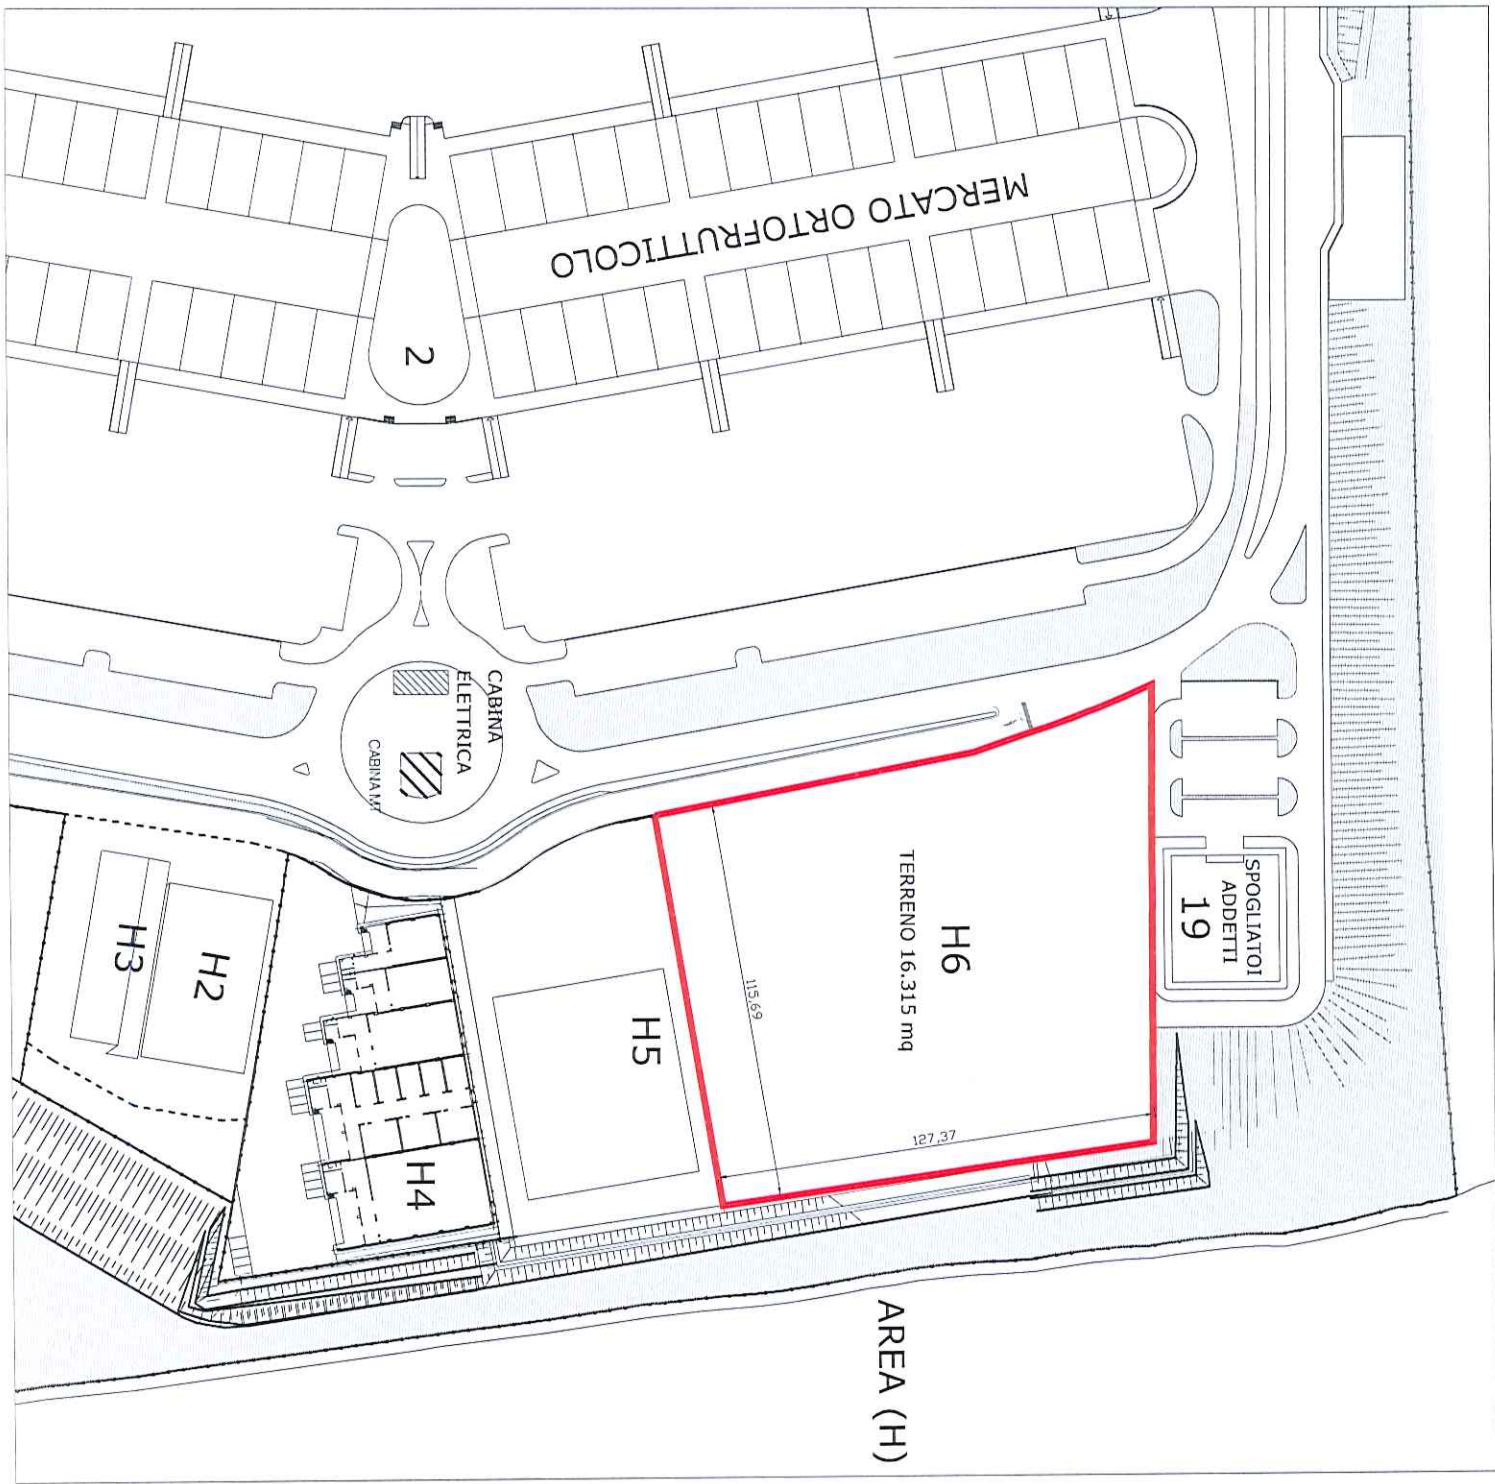 MERCATO ORTOFRUTTICOLO
2
CABINA
ELETTRICA
CABINA MT
SPOGLIATOI
ADDETTI
19
H6
TERRENO 16.315 mq
115,69
127,37
H5
H4
H2
H3
AREA (H)